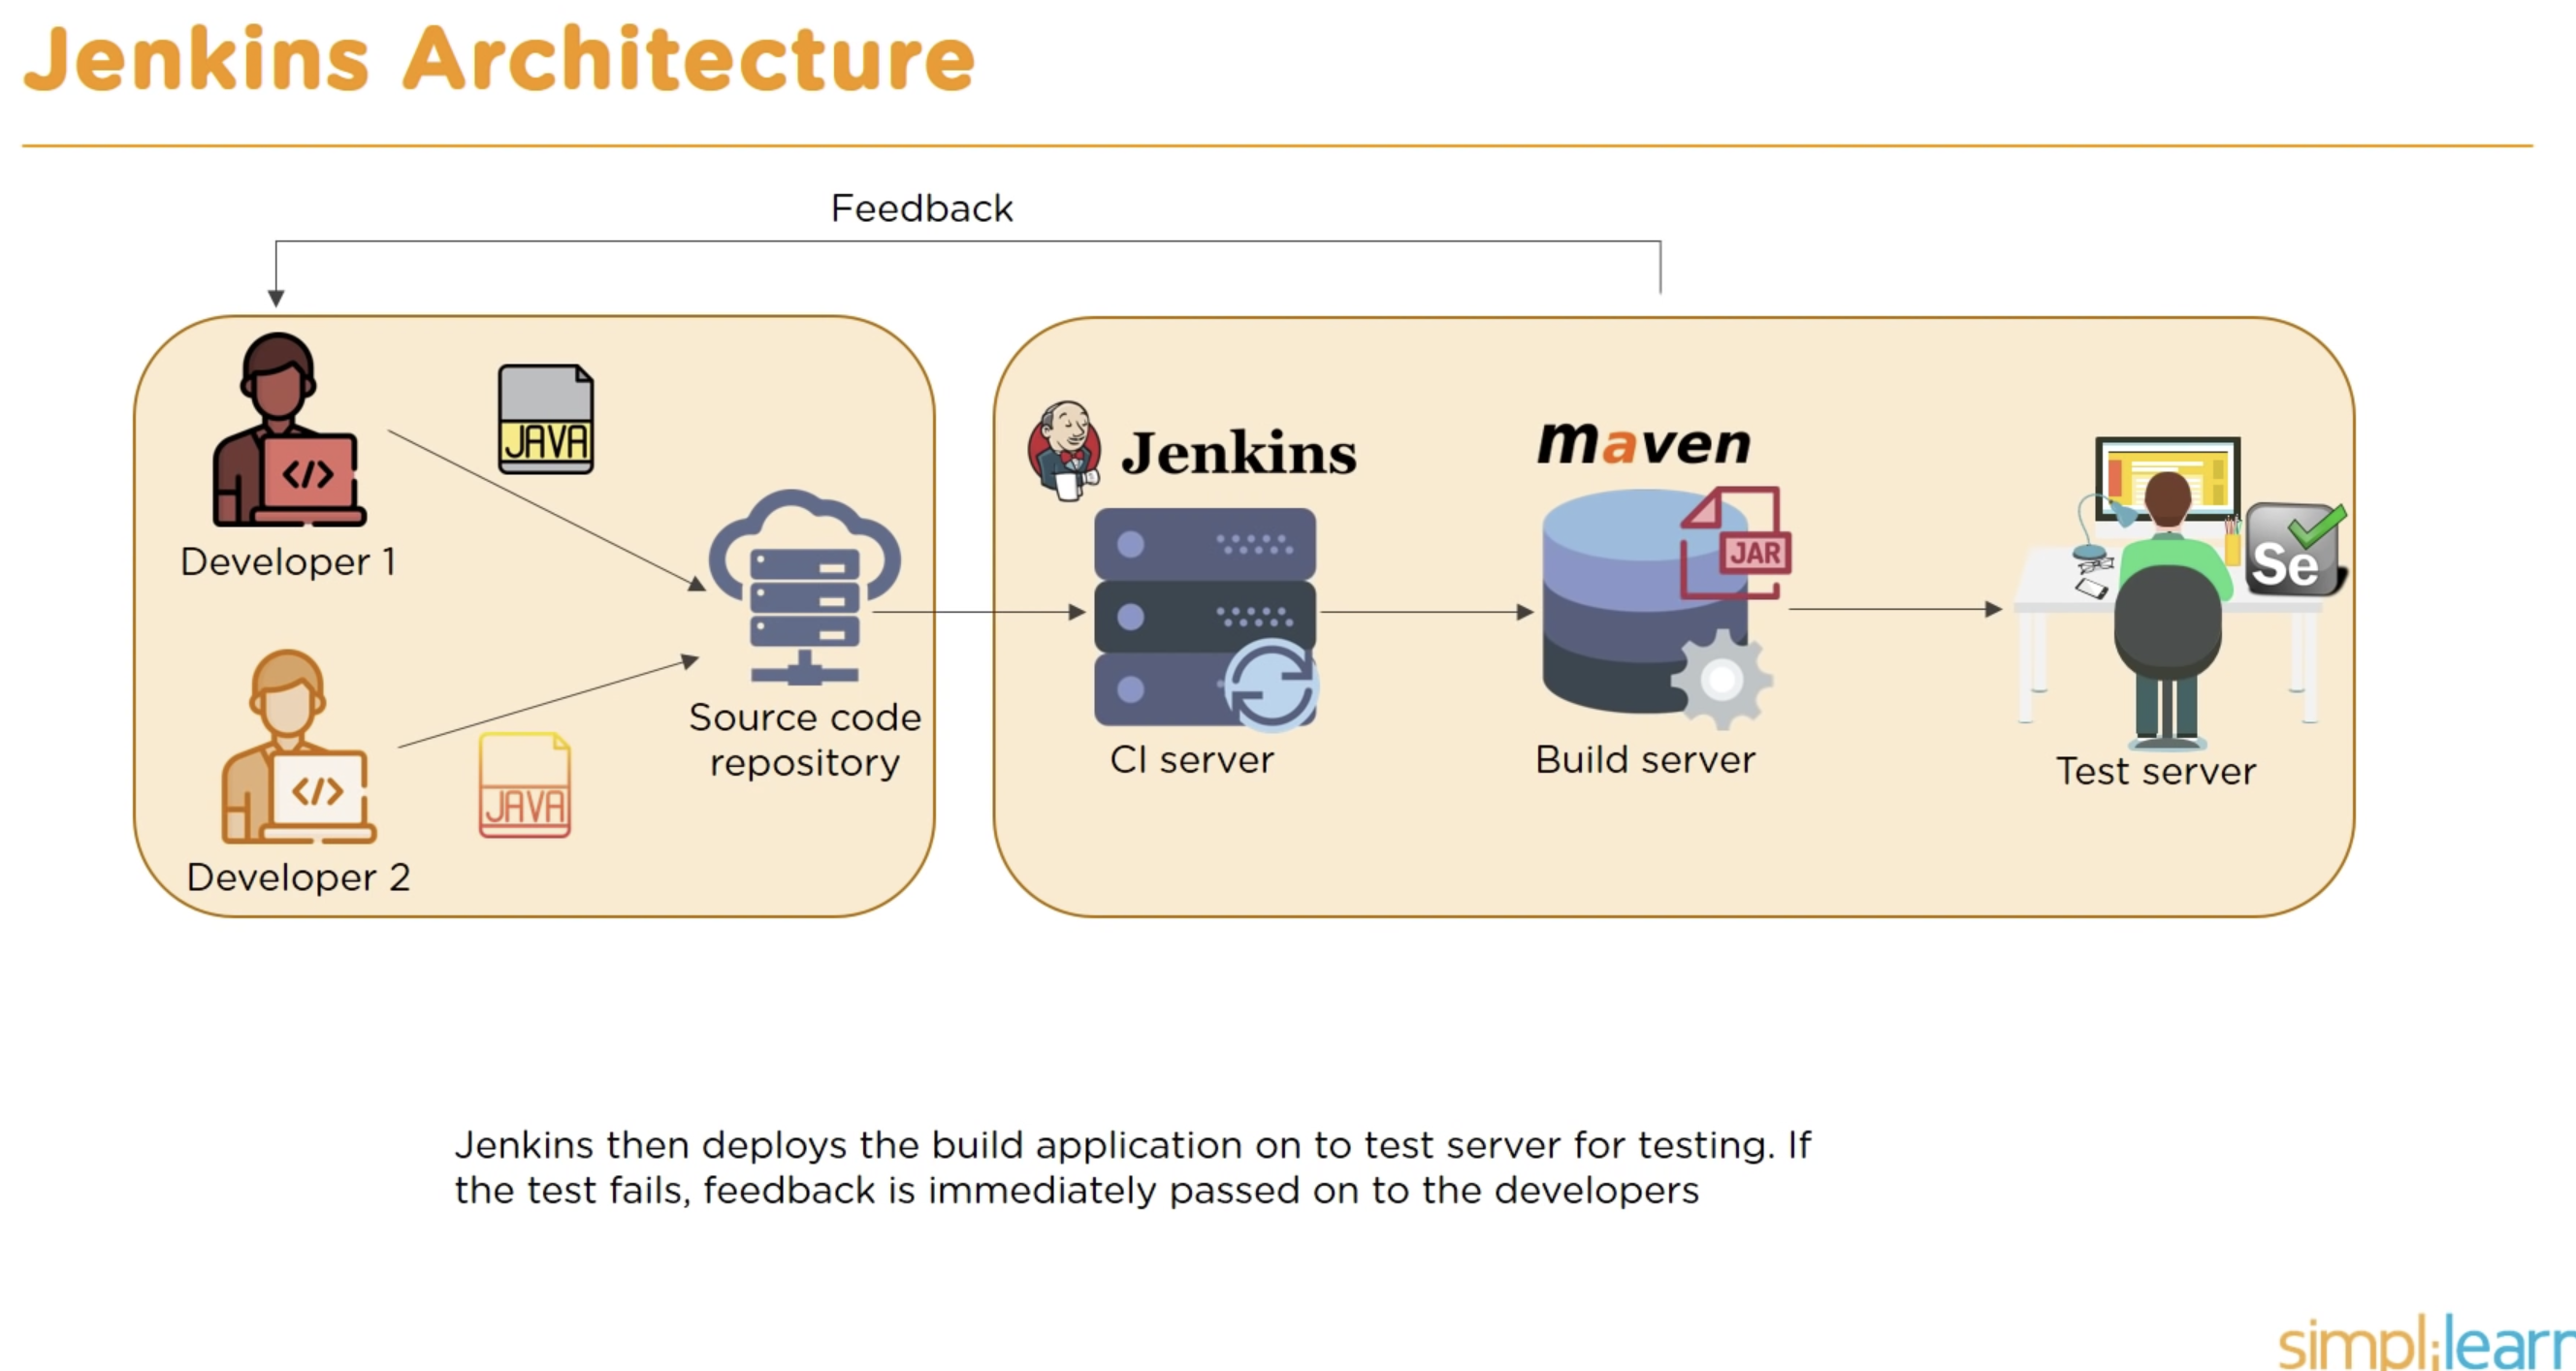 Jenkins Architecture
Feedback
JAVA
</>
Developer 1
</>
JAVA
Developer 2
Source code
repository
Jenkins
CI server
maven
JAR
Build server
Se
Test server
Jenkins then deploys the build application on to test server for testing. If
the test fails, feedback is immediately passed on to the developers
simplilearn